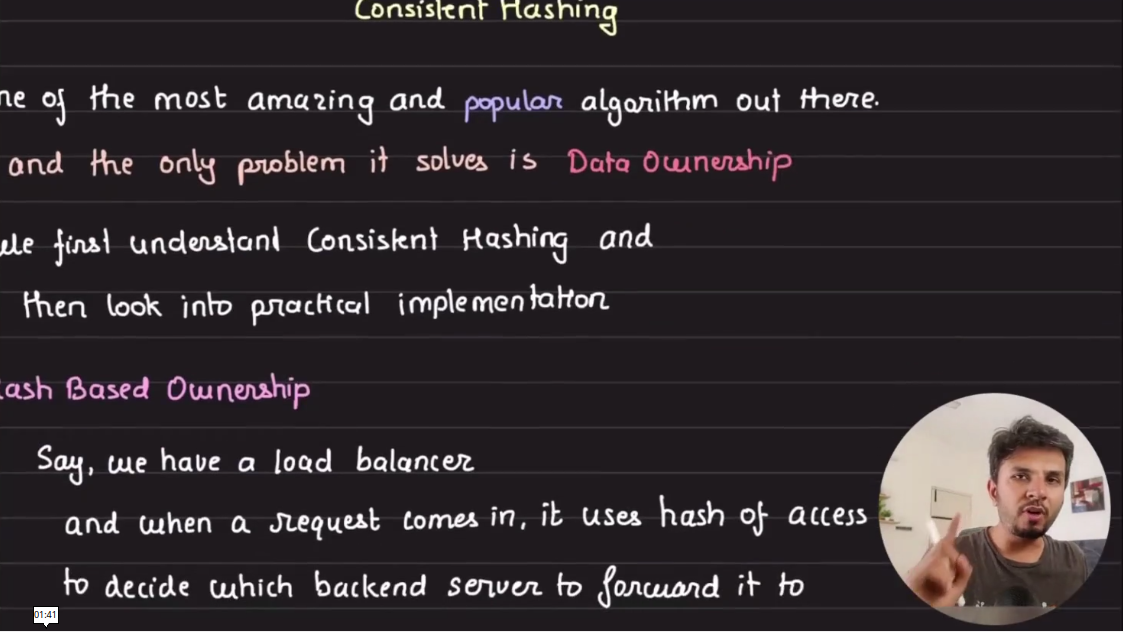 Consistent Hashing
ne of the most amazing and popular algorithm out there.
and the only problem it solves is Data Ownership
first understand Consistent Hashing and
then look into practical implementation
ash Based Ownership
Say, we have a load balancer
and when a request comes in, it uses hash of access
to decide which backend server to forward it to
01:41